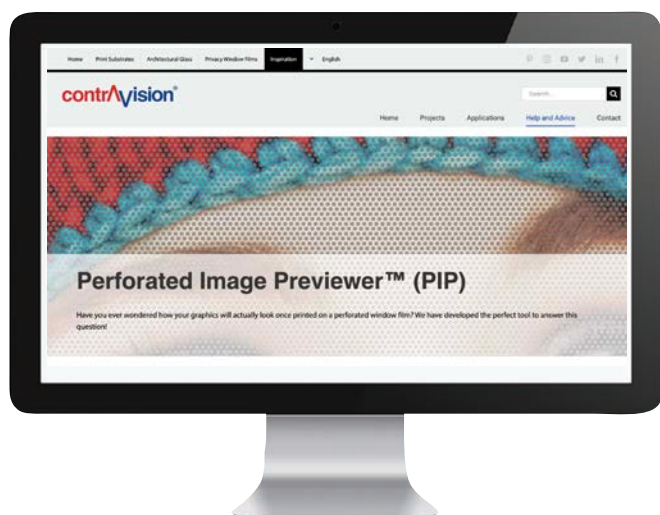 Home Print Substrates Architectural Glass Privacy Window Films Inspiration English
contrΛvision®
Search...
Home Projects Applications Help and Advice Contact
Perforated Image Previewer™ (PIP)
Have you ever wondered how your graphics will actually look once printed on a perforated window film? We have developed the perfect tool to answer this
question!